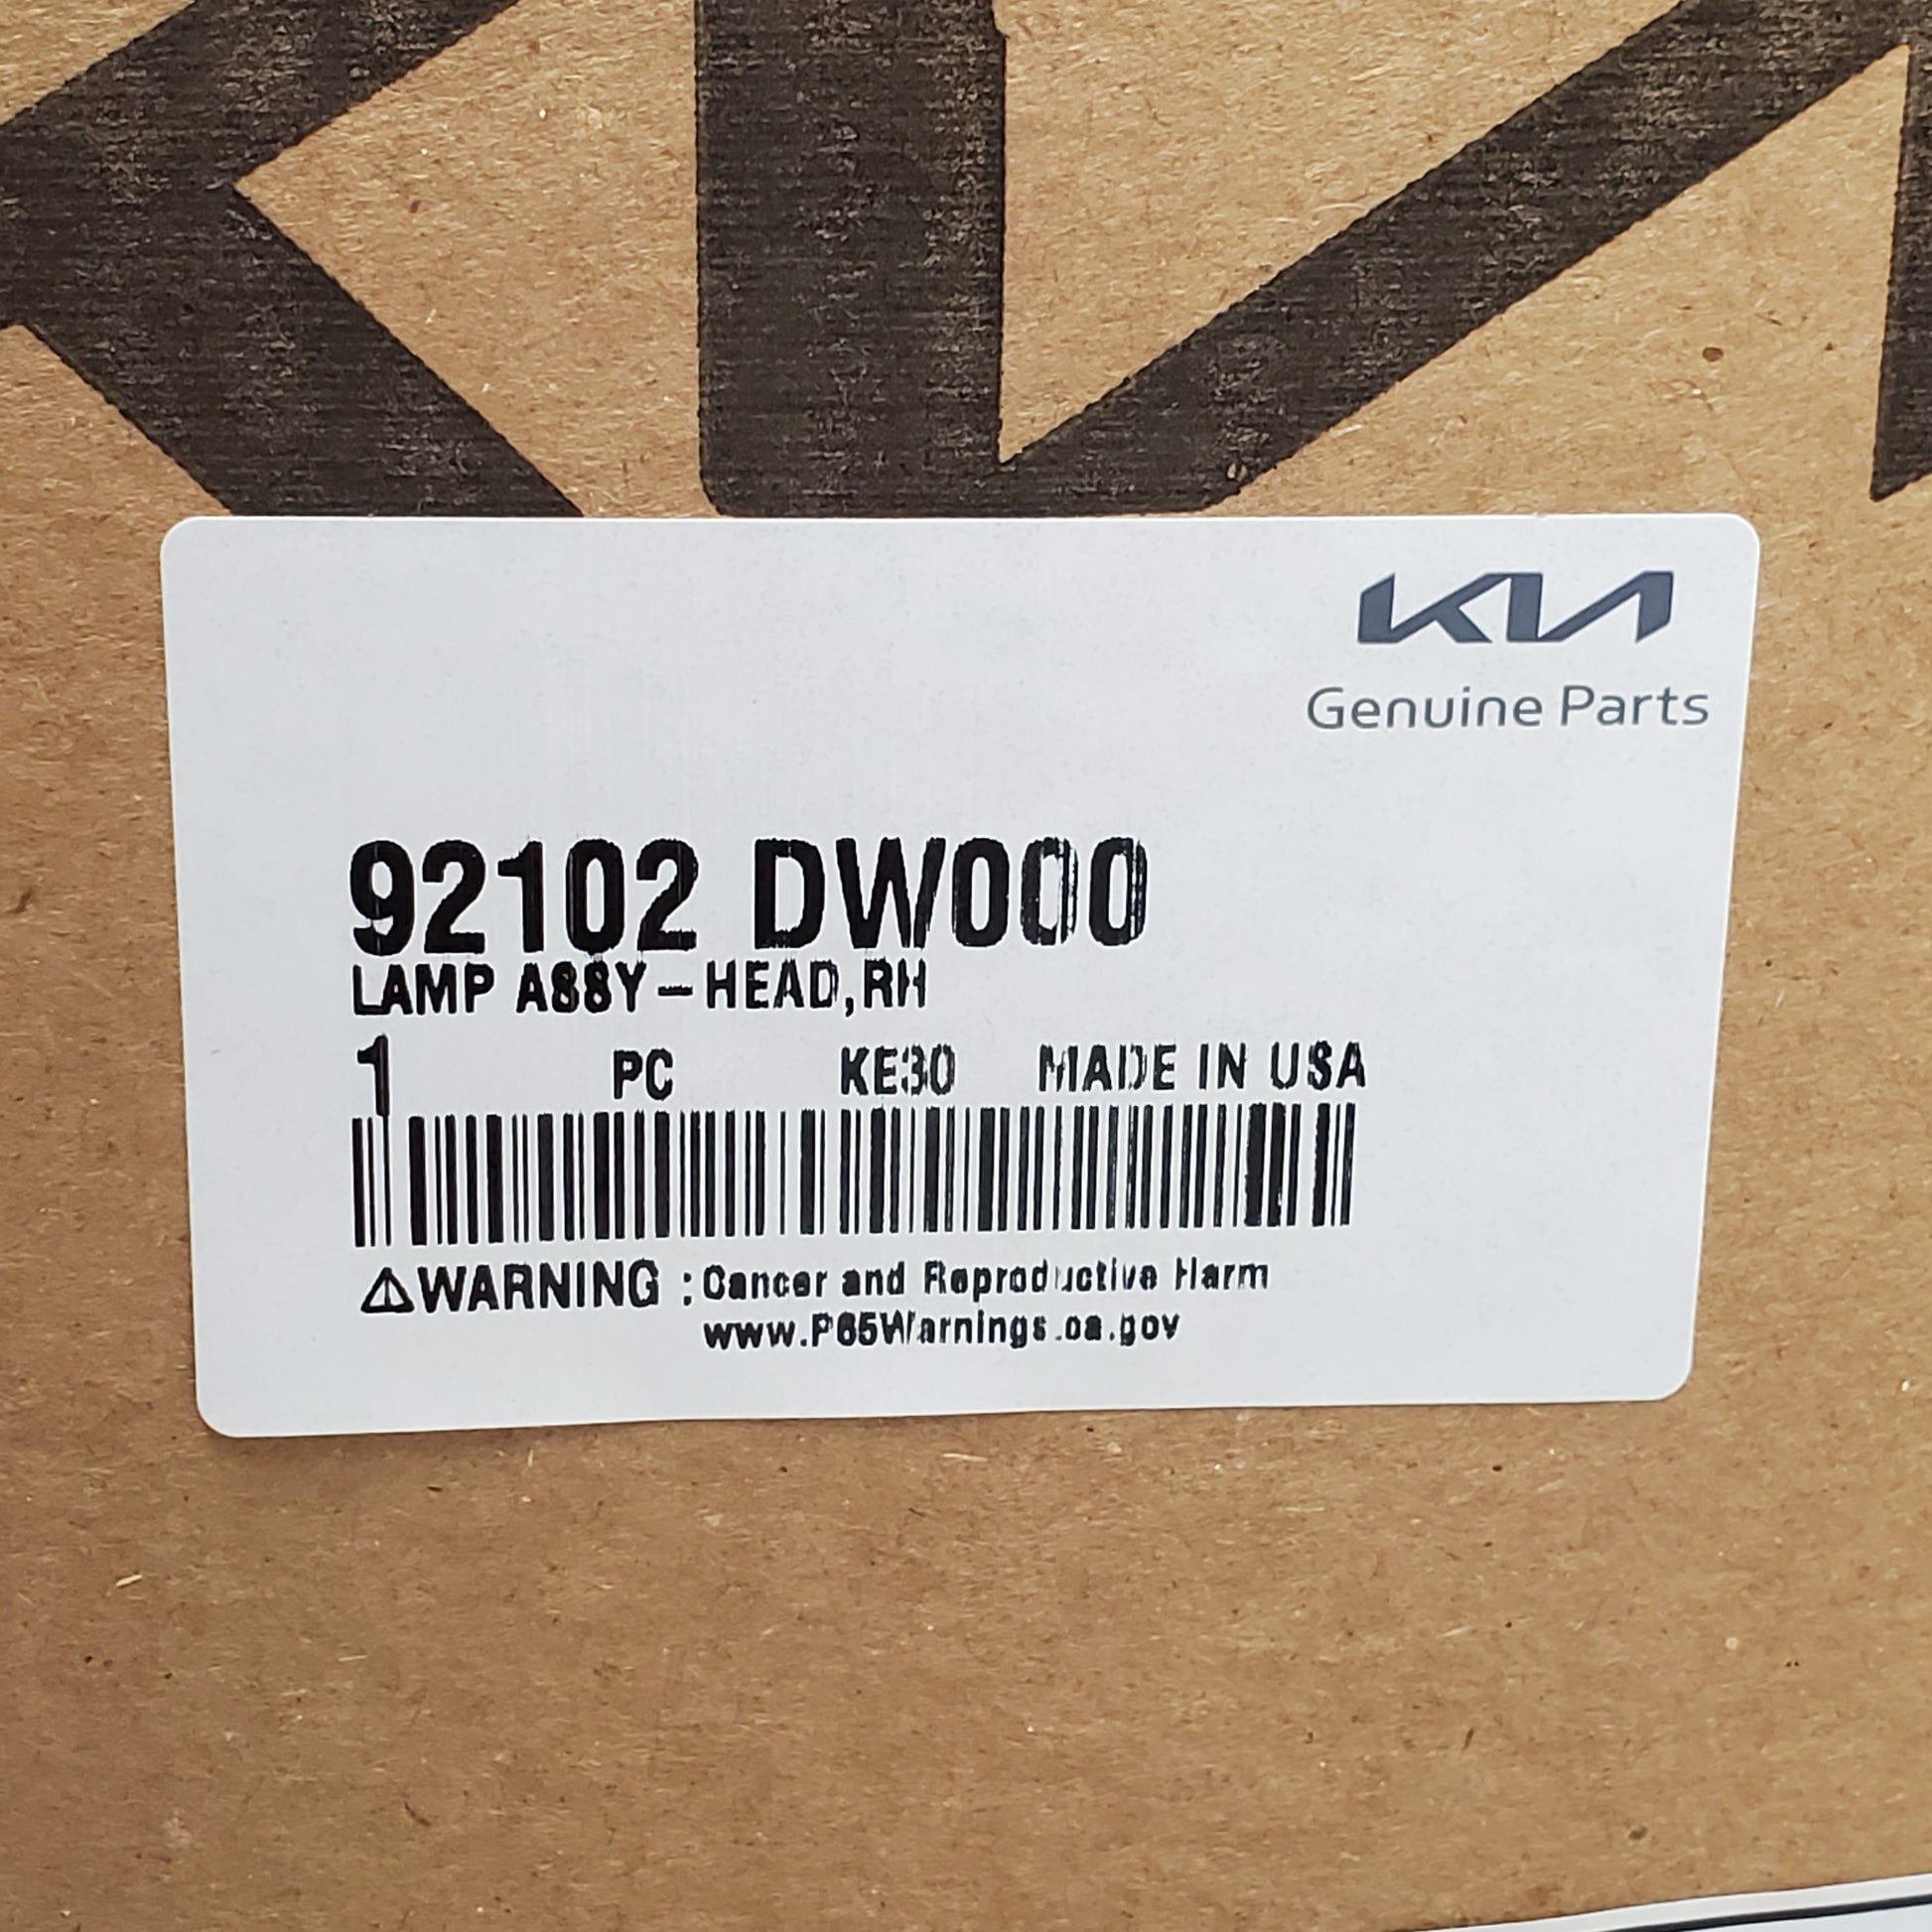 KIA
KIA
Genuine Parts
92102 DW000
LAMP ASSY-HEAD,RH
1 PC KE30 MADE IN USA
⚠WARNING : Cancer and Reproductive Harm
www.P65Warnings.ca.gov